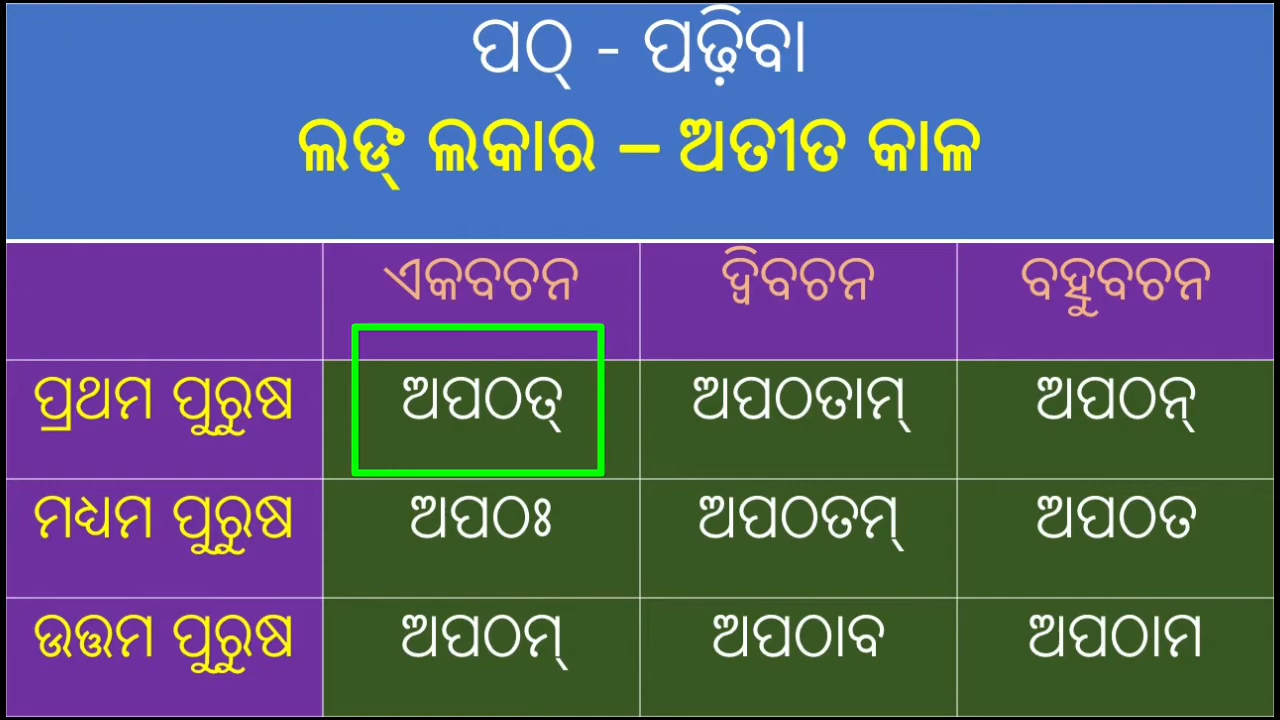 ପଠ୍ - ପଢ଼ିବା
ଲଙ୍ ଲକାର – ଅତୀତ କାଳ
ଏକବଚନ ଦ୍ୱିବଚନ ବହୁବଚନ
ପ୍ରଥମ ପୁରୁଷ ଅପଠତ୍ ଅପଠତାମ୍ ଅପଠନ୍
ମଧ୍ୟମ ପୁରୁଷ ଅପଠଃ ଅପଠତମ୍ ଅପଠତ
ଉତ୍ତମ ପୁରୁଷ ଅପଠମ୍ ଅପଠାବ ଅପଠାମ